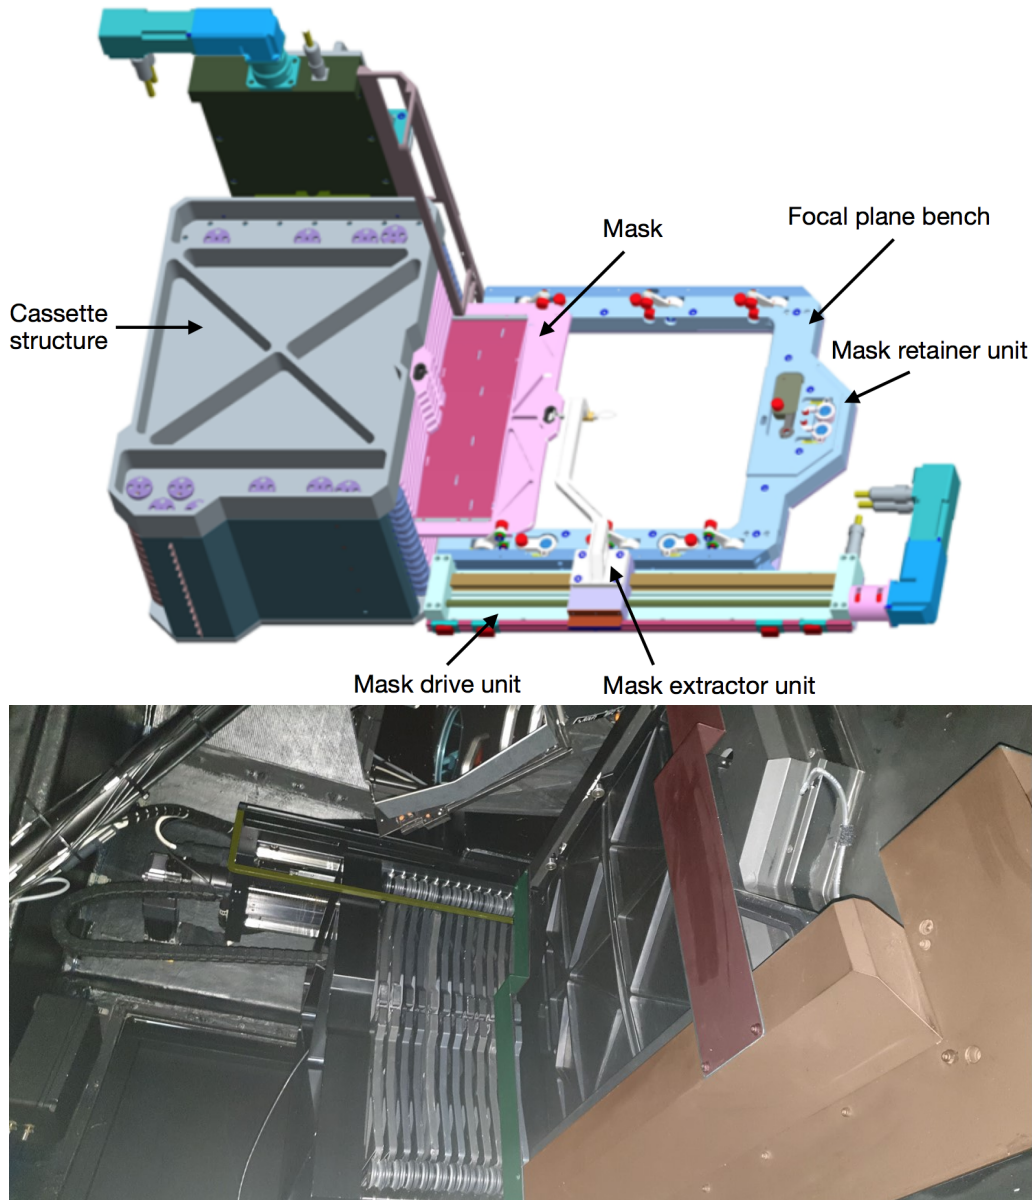 Mask
Focal plane bench
Cassette
structure
Mask retainer unit
Mask drive unit
Mask extractor unit